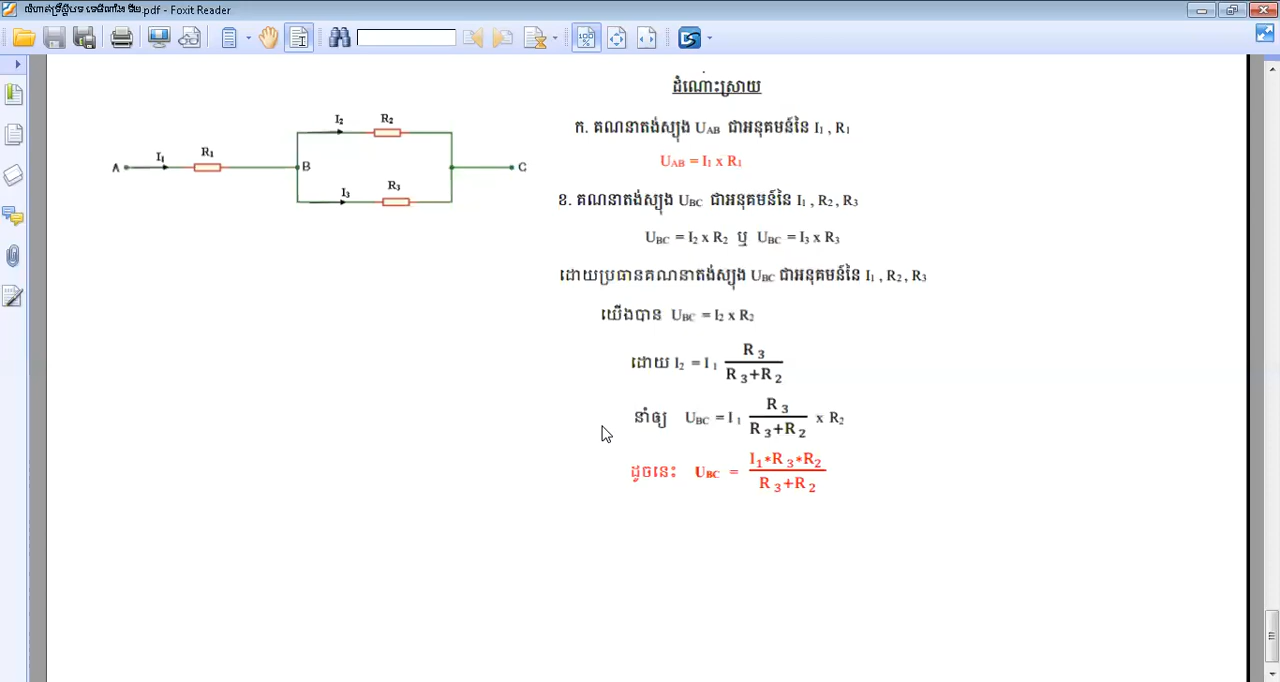 .pdf - Foxit Reader
ដំណោះស្រាយ
ក. គណនាតង់ស្យុង UAB ជាអនុគមន៍នៃ I1 , R1
UAB = I1 x R1
ខ. គណនាតង់ស្យុង UBC ជាអនុគមន៍នៃ I1 , R2 , R3
UBC = I2 x R2 ឬ UBC = I3 x R3
ដោយប្រធានគណនាតង់ស្យុង UBC ជាអនុគមន៍នៃ I1 , R2 , R3
យើងបាន UBC = I2 x R2
ដោយ I2 = I1 R3 / R3+R2
នាំឲ្យ UBC = I1 R3 / R3+R2 x R2
ដូចនេះ UBC = I1*R3*R2 / R3+R2
I2 R2
A I1 R1 B C
I3 R3